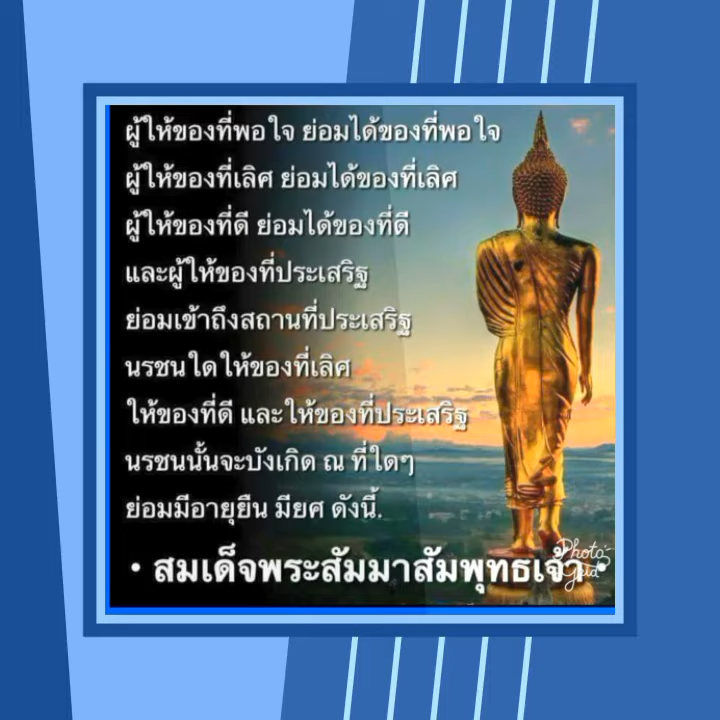 ผู้ให้ของที่พอใจ ย่อมได้ของที่พอใจ
ผู้ให้ของที่เลิศ ย่อมได้ของที่เลิศ
ผู้ให้ของที่ดี ย่อมได้ของที่ดี
และผู้ให้ของที่ประเสริฐ
ย่อมเข้าถึงสถานที่ประเสริฐ
นรชนใดให้ของที่เลิศ
ให้ของที่ดี และให้ของที่ประเสริฐ
นรชนนั้นจะบังเกิด ณ ที่ใดๆ
ย่อมมีอายุยืน มียศ ดังนี้.
• สมเด็จพระสัมมาสัมพุทธเจ้า •
Photo
Grid